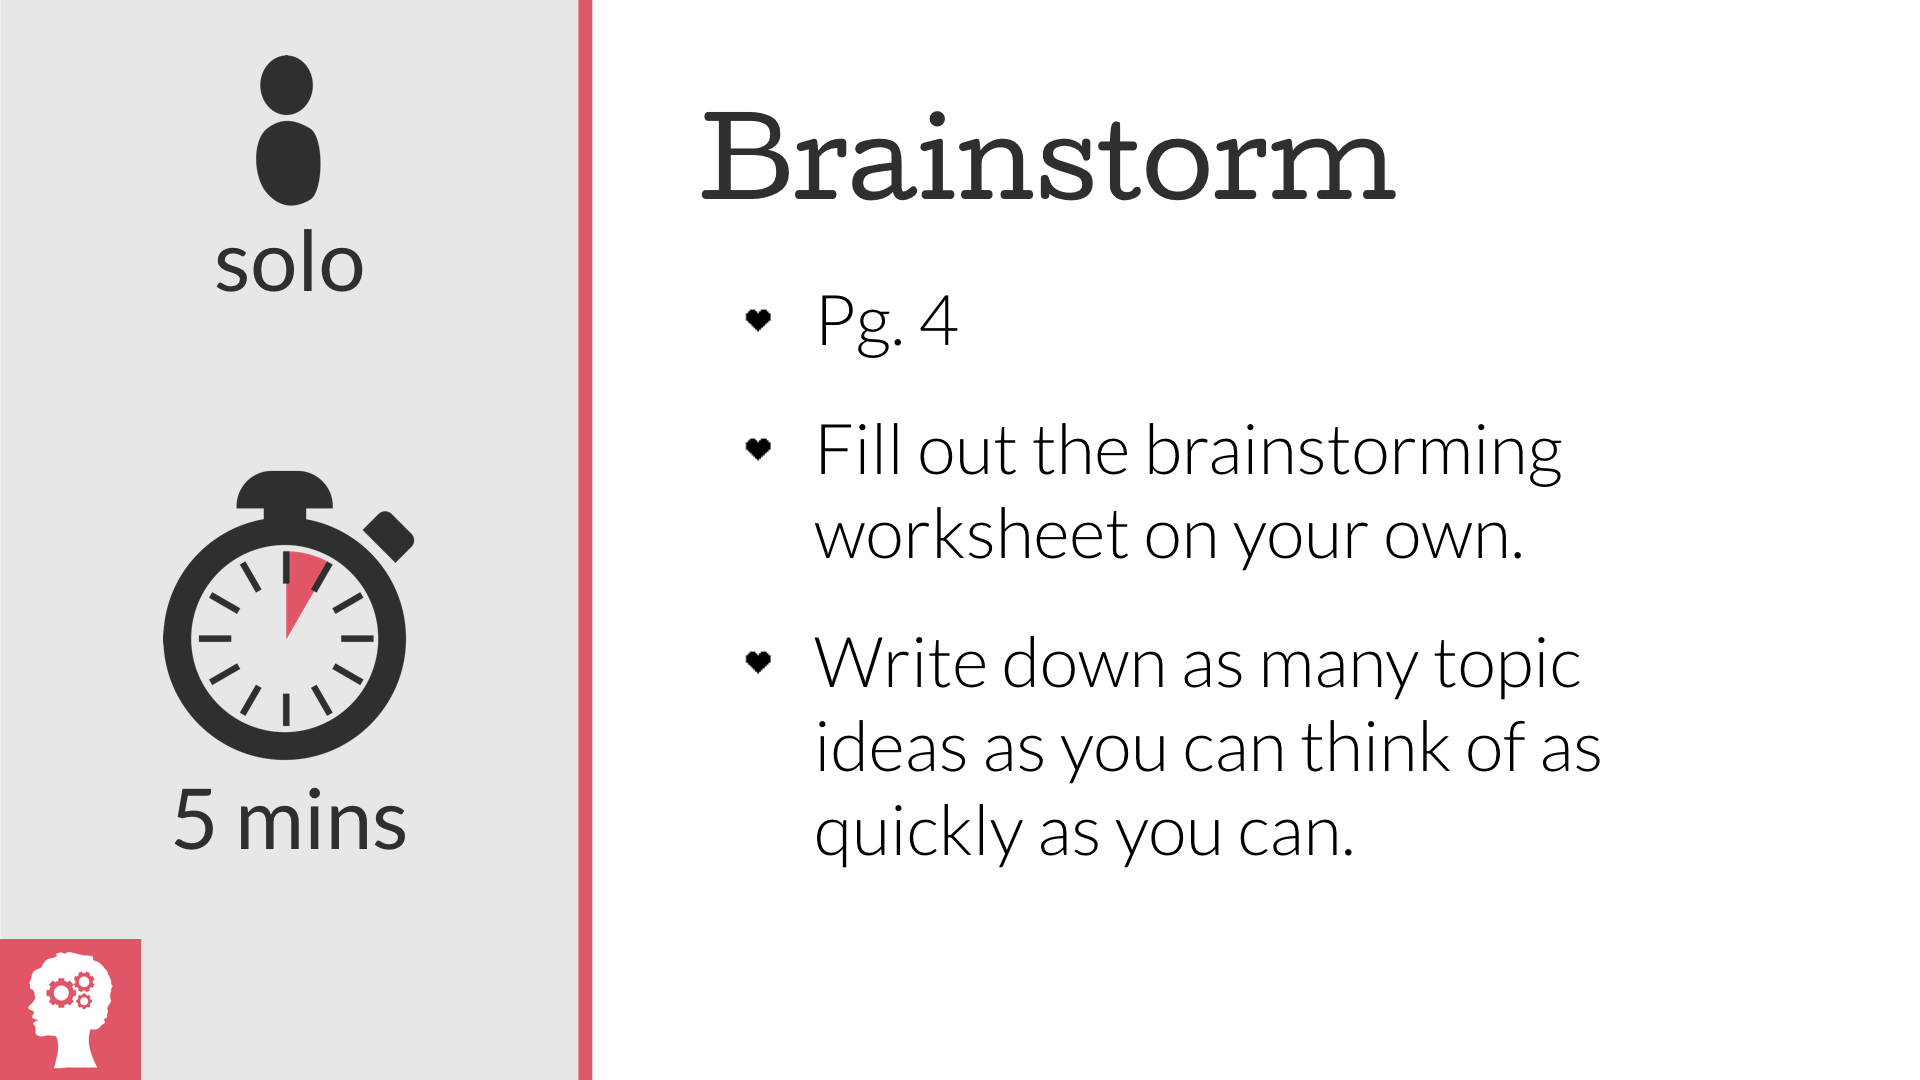 solo
5 mins
Brainstorm
Pg. 4
Fill out the brainstorming
worksheet on your own.
Write down as many topic
ideas as you can think of as
quickly as you can.